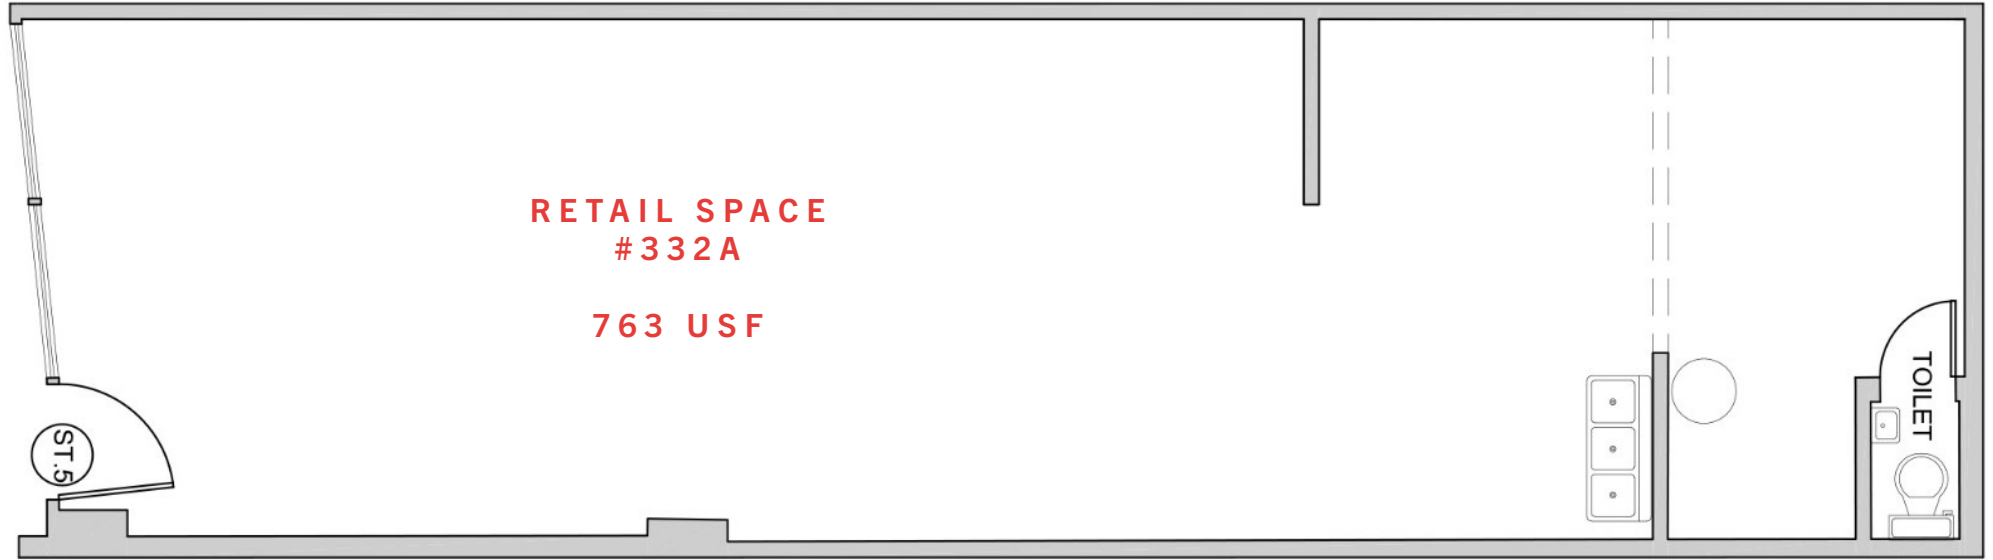 RETAIL SPACE
#332A
763 USF
TOILET
ST.5